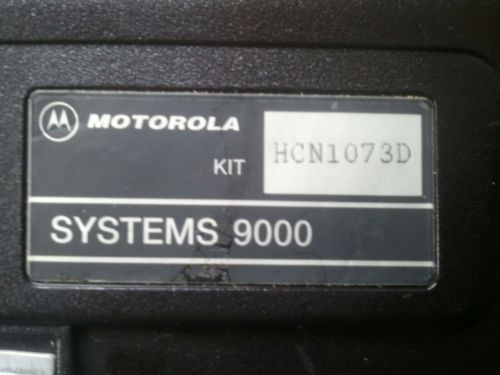 MOTOROLA
KIT HCN1073D
SYSTEMS 9000